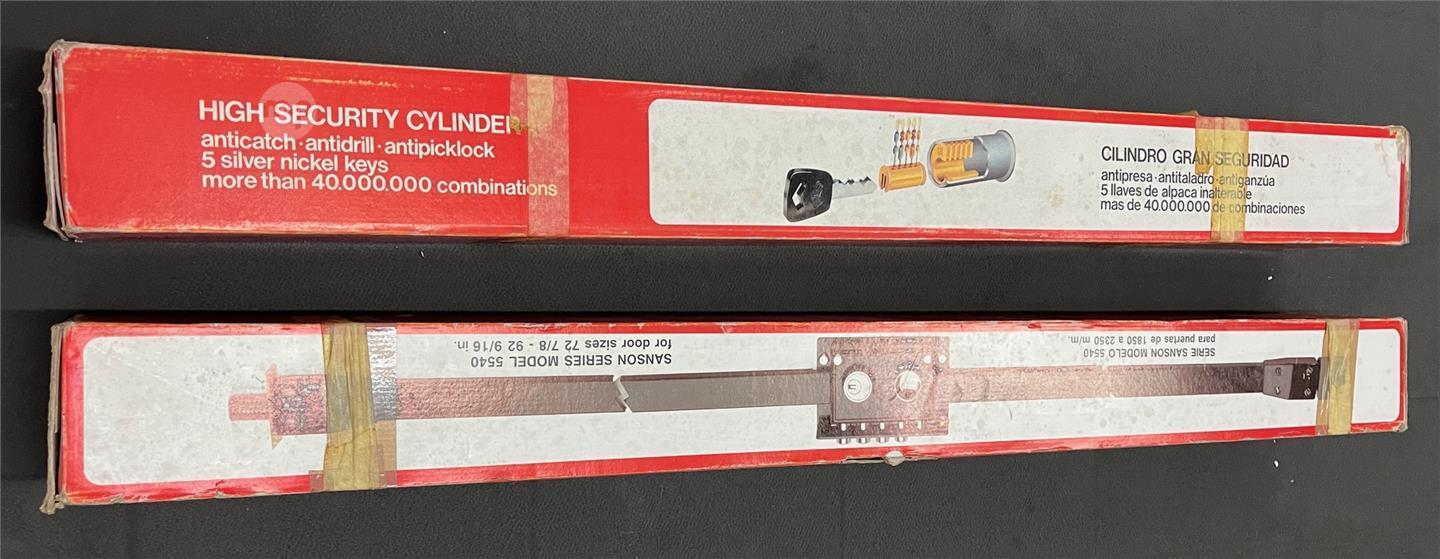 HIGH SECURITY CYLINDER
anticatch·antidrill·antipicklock
5 silver nickel keys
more than 40.000.000 combinations
CILINDRO GRAN SEGURIDAD
antipresa·antitaladro·antiganzúa
5 llaves de alpaca inalterable
mas de 40.000.000 de combinaciones
SANSON SERIES MODEL 5540
for door sizes 72 7/8 - 92 9/16 in.
SERIE SANSON MODELO 5540
para puertas de 1850 a 2350 m/m.